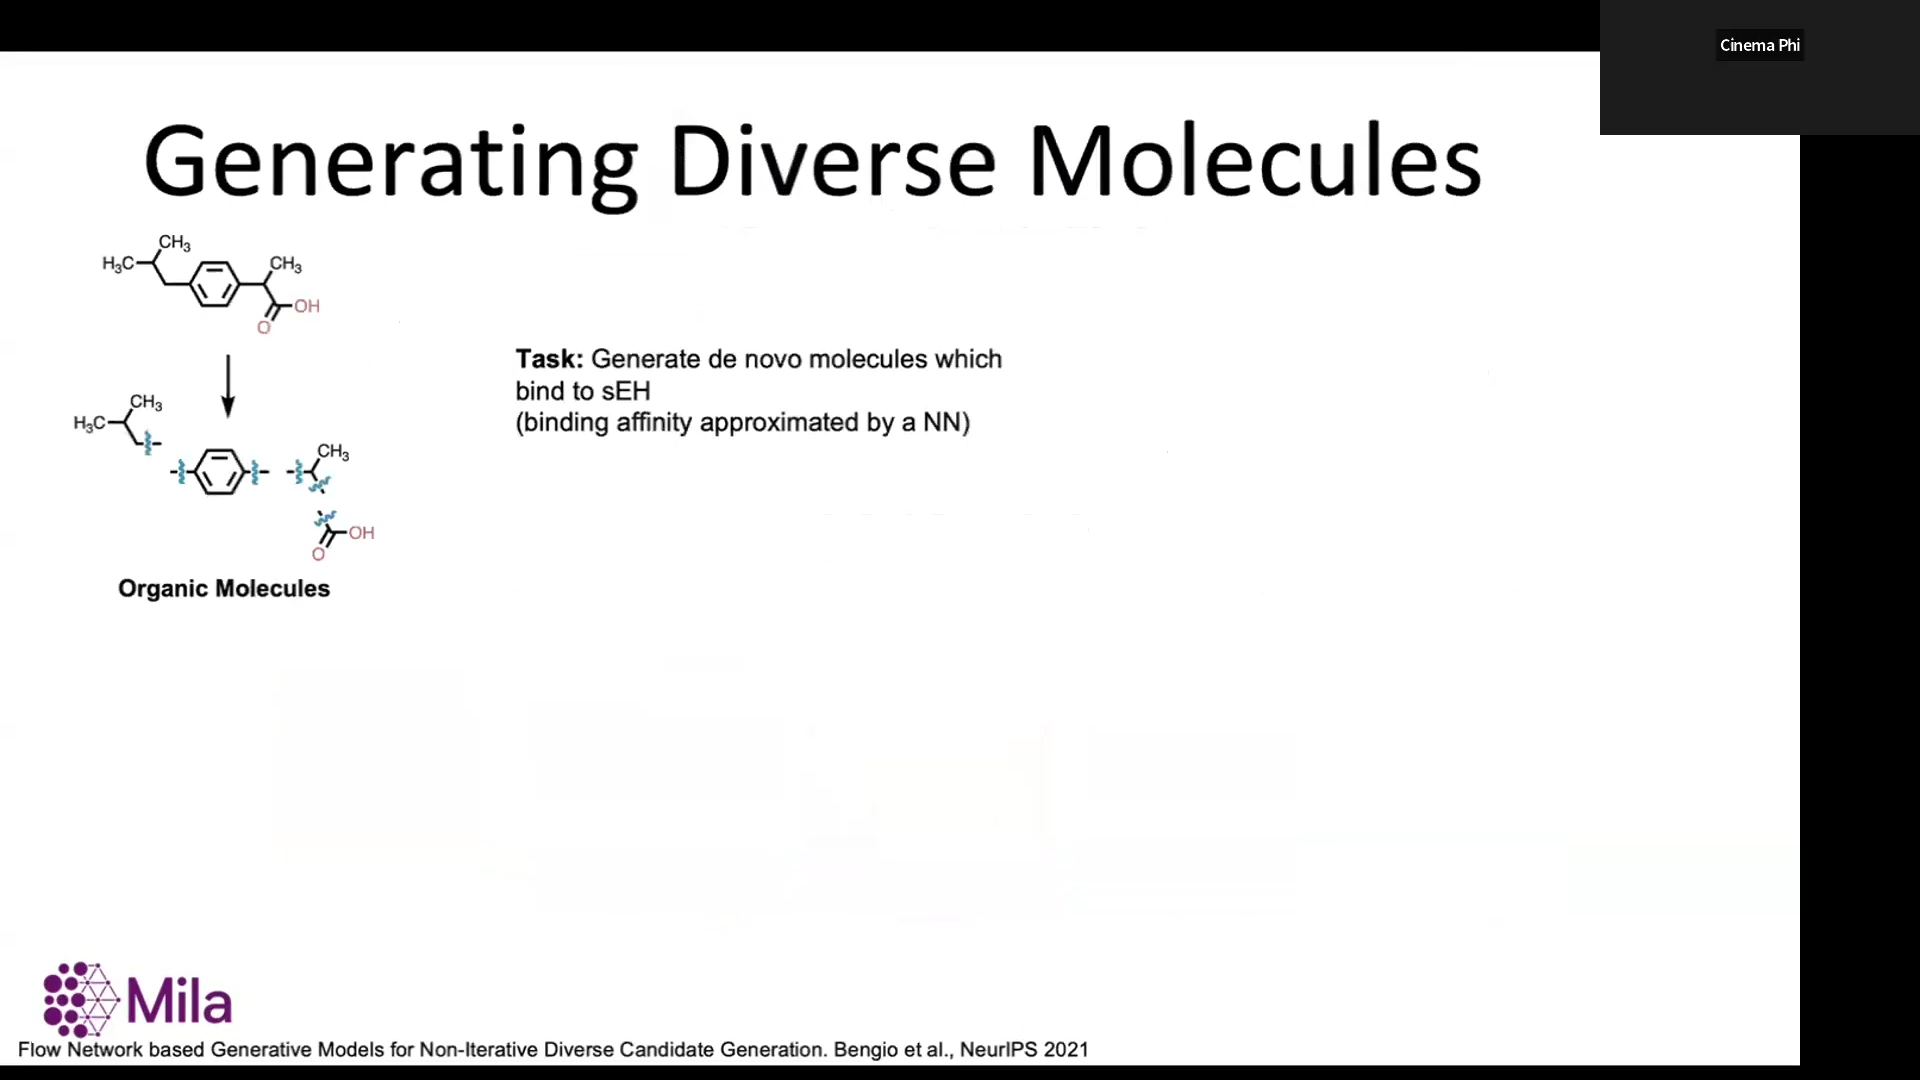 Cinema Phi
Generating Diverse Molecules
CH₃
H₃C
CH₃
OH
O
Task: Generate de novo molecules which
bind to sEH
(binding affinity approximated by a NN)
CH₃
H₃C
CH₃
OH
O
Organic Molecules
Mila
Flow Network based Generative Models for Non-Iterative Diverse Candidate Generation. Bengio et al., NeurIPS 2021